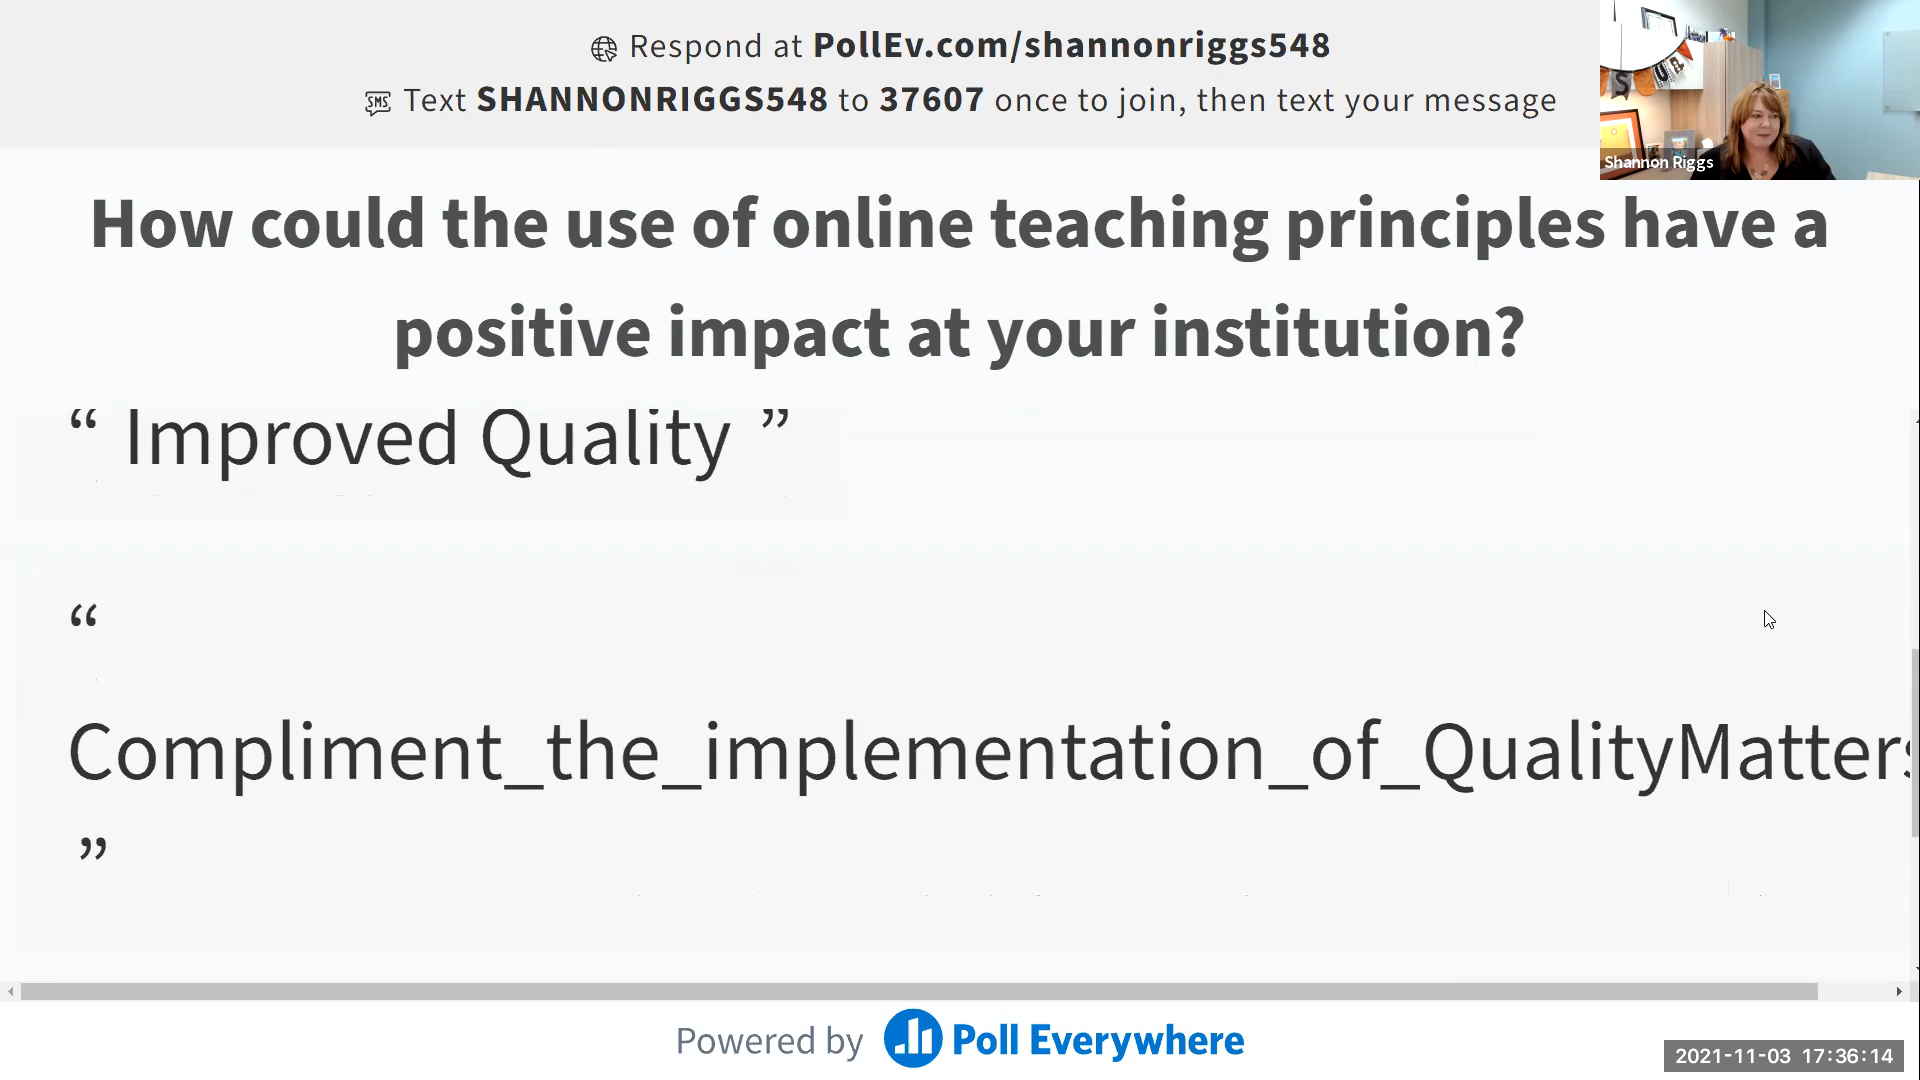 Respond at PollEv.com/shannonriggs548
Text SHANNONRIGGS548 to 37607 once to join, then text your message
Shannon Riggs
How could the use of online teaching principles have a
positive impact at your institution?
“ Improved Quality ”
“
Compliment_the_implementation_of_QualityMatters
”
Powered by Poll Everywhere
2021-11-03 17:36:14